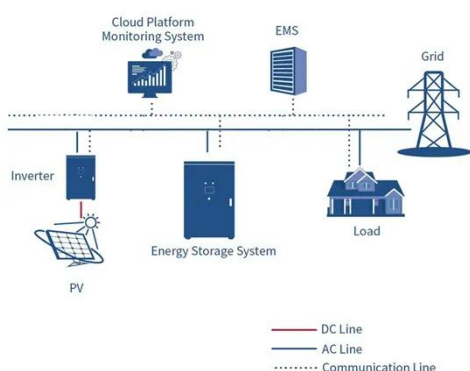 Cloud Platform
Monitoring System
EMS
Grid
Inverter
Energy Storage System
Load
PV
DC Line
AC Line
Communication Line